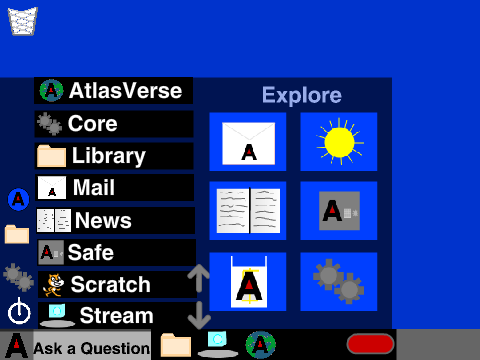 AtlasVerse
Explore
Core
Library
A
Mail
A
News
A
Safe
A
A
A
Scratch
Stream
A
Ask a Question
A
A